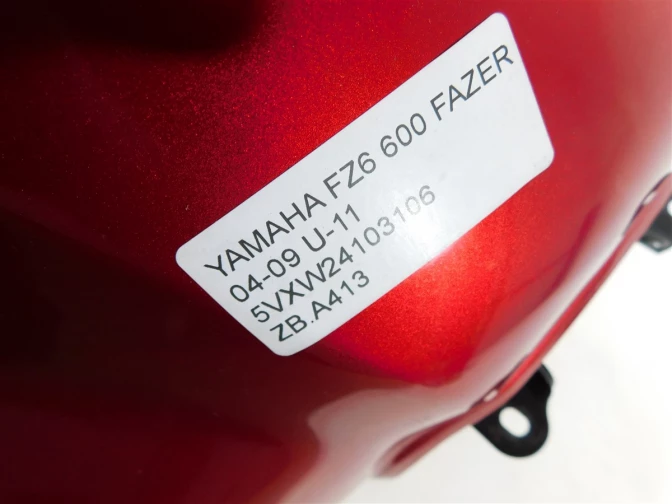 YAMAHA FZ6 600 FAZER
04-09 U-11
5VXW24103106
ZB.A413